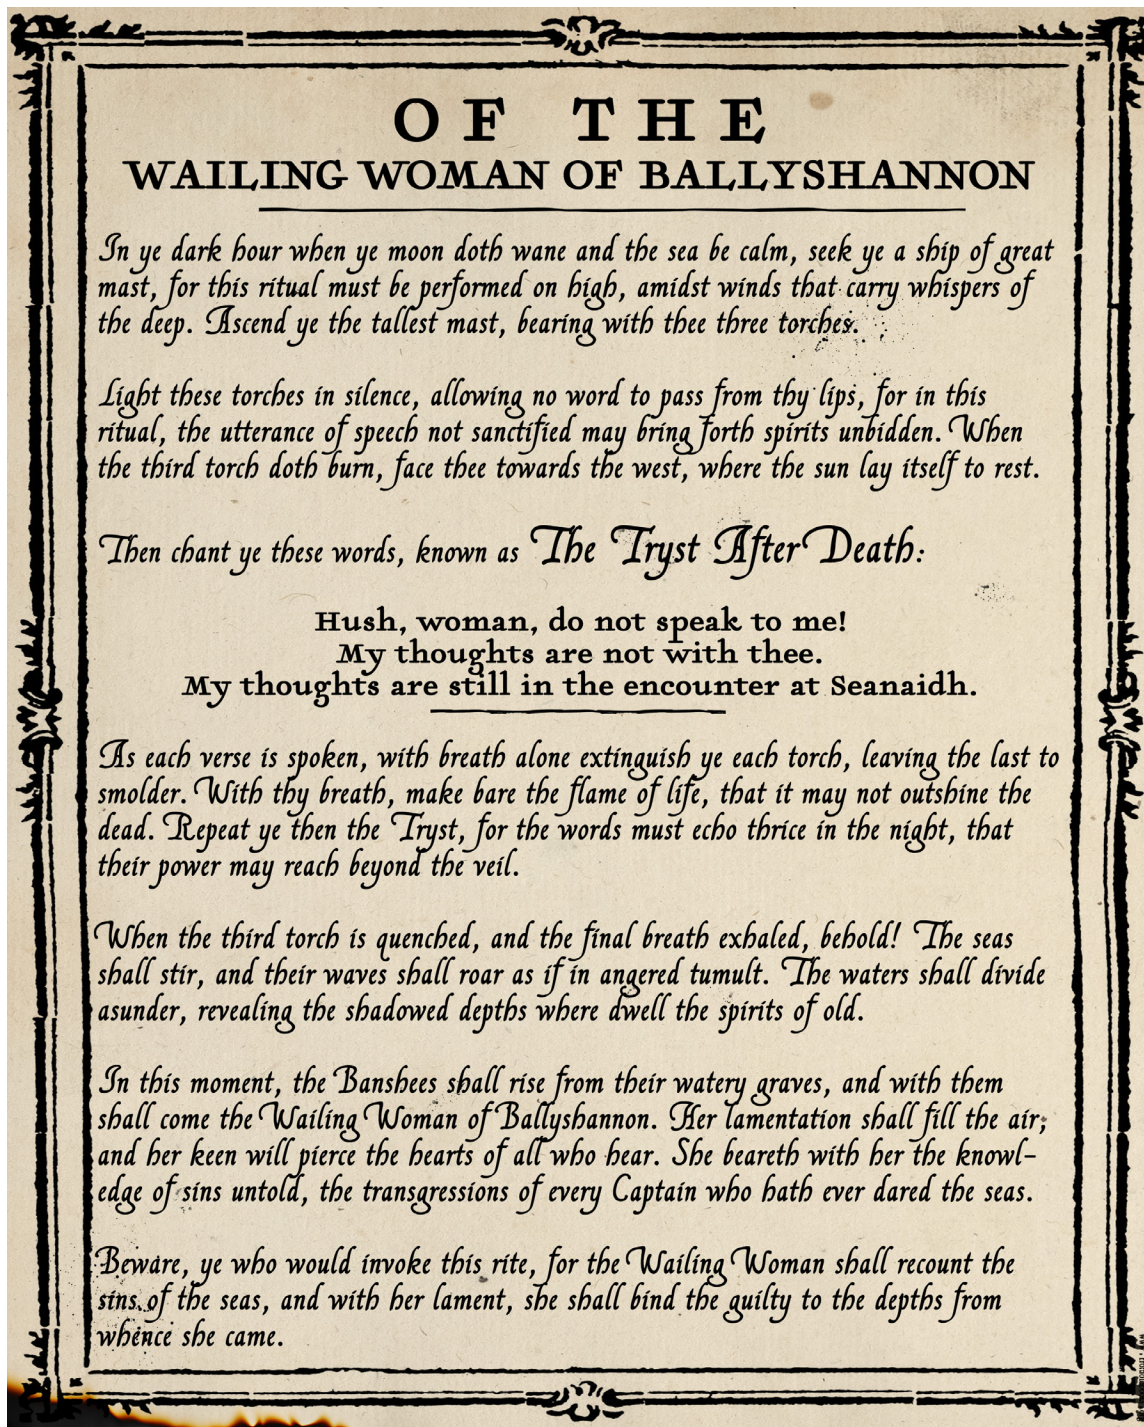 OF THE
WAILING WOMAN OF BALLYSHANNON
In ye dark hour when ye moon doth wane and the sea be calm, seek ye a ship of great
mast, for this ritual must be performed on high, amidst winds that carry whispers of
the deep. Ascend ye the tallest mast, bearing with thee three torches.
Light these torches in silence, allowing no word to pass from thy lips, for in this
ritual, the utterance of speech not sanctified may bring forth spirits unbidden. When
the third torch doth burn, face thee towards the west, where the sun lay itself to rest.
Then chant ye these words, known as The Tryst After Death:
Hush, woman, do not speak to me!
My thoughts are not with thee.
My thoughts are still in the encounter at Seanaidh.
As each verse is spoken, with breath alone extinguish ye each torch, leaving the last to
smolder. With thy breath, make bare the flame of life, that it may not outshine the
dead. Repeat ye then the Tryst, for the words must echo thrice in the night, that
their power may reach beyond the veil.
When the third torch is quenched, and the final breath exhaled, behold! The seas
shall stir, and their waves shall roar as if in angered tumult. The waters shall divide
asunder, revealing the shadowed depths where dwell the spirits of old.
In this moment, the Banshees shall rise from their watery graves, and with them
shall come the Wailing Woman of Ballyshannon. Her lamentation shall fill the air;
and her keen will pierce the hearts of all who hear. She beareth with her the knowl-
edge of sins untold, the transgressions of every Captain who hath ever dared the seas.
Beware, ye who would invoke this rite, for the Wailing Woman shall recount the
sins of the seas, and with her lament, she shall bind the guilty to the depths from
whence she came.